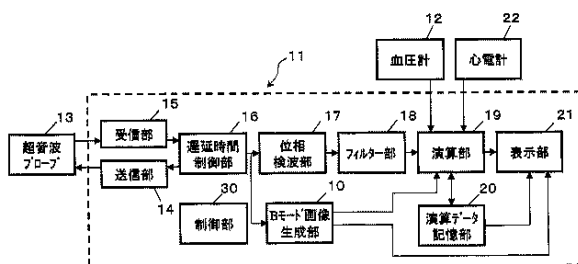 12
22
血圧計
心電計
11
13
15
16
17
18
19
21
超音波
プローブ
受信部
遅延時間
制御部
位相
検波部
フィルター部
演算部
表示部
送信部
14
30
制御部
10
Bモード画像
生成部
20
演算データ
記憶部